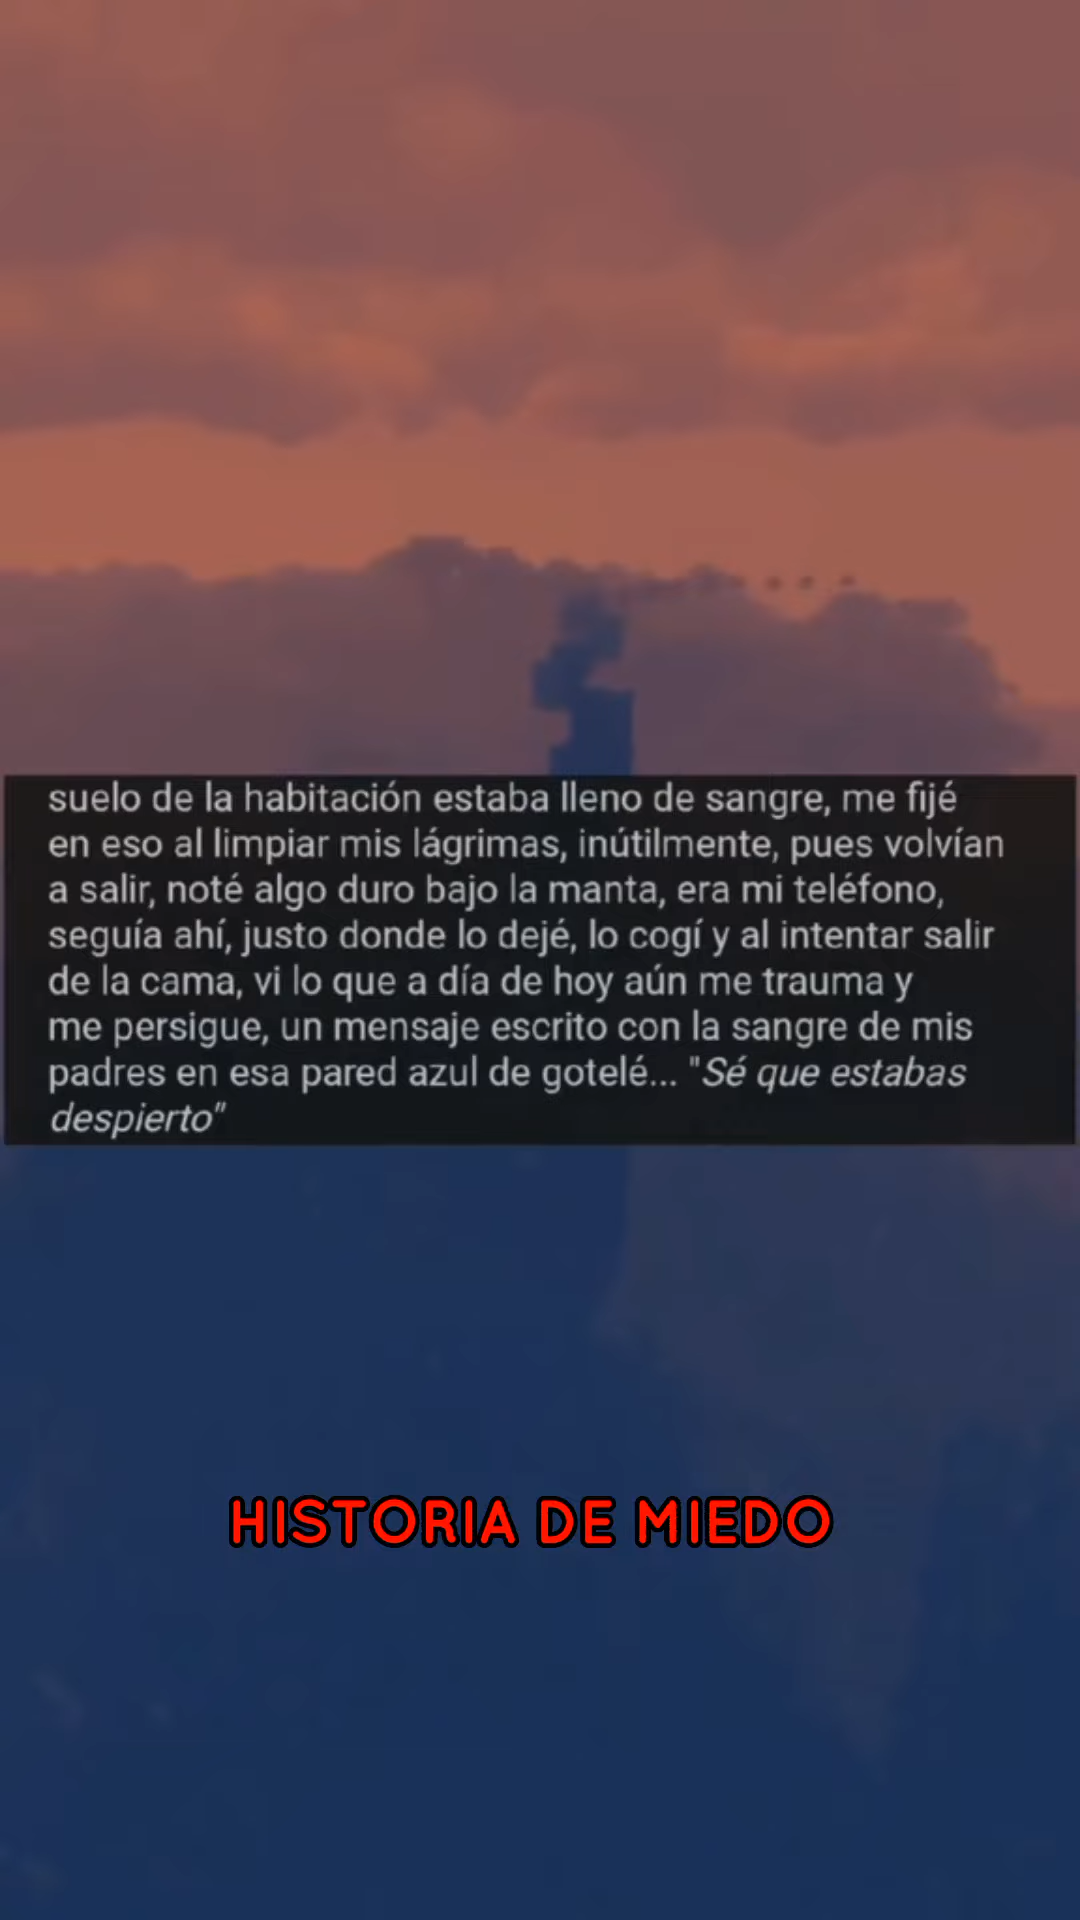 suelo de la habitación estaba lleno de sangre, me fijé
en eso al limpiar mis lágrimas, inútilmente, pues volvían
a salir, noté algo duro bajo la manta, era mi teléfono,
seguía ahí, justo donde lo dejé, lo cogí y al intentar salir
de la cama, vi lo que a día de hoy aún me trauma y
me persigue, un mensaje escrito con la sangre de mis
padres en esa pared azul de gotelé... "Sé que estabas
despierto"
HISTORIA DE MIEDO